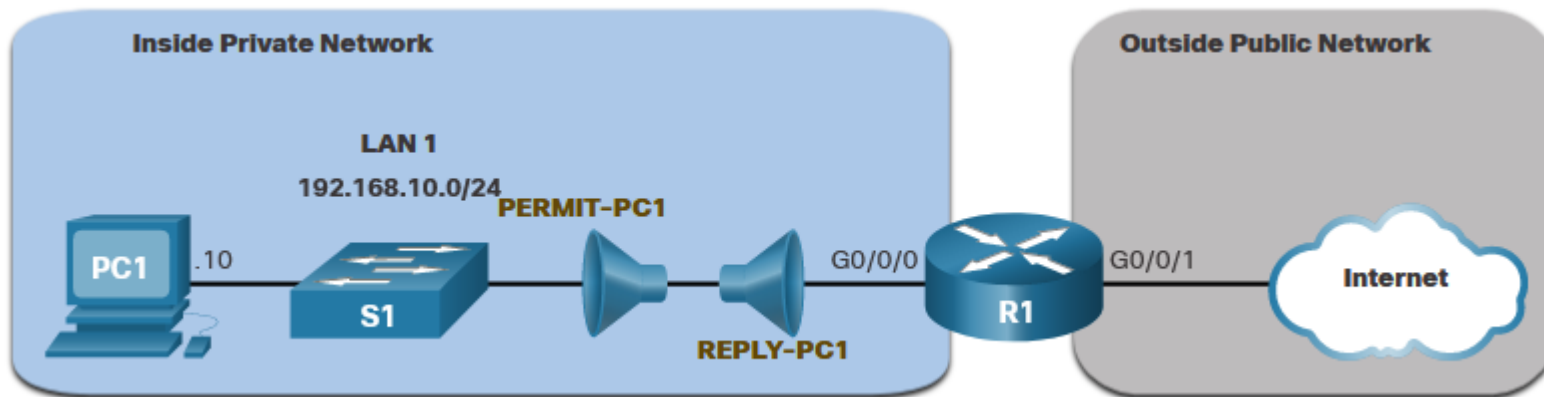 Inside Private Network
Outside Public Network
LAN 1
192.168.10.0/24
PERMIT-PC1
PC1
.10
S1
REPLY-PC1
G0/0/0
R1
G0/0/1
Internet